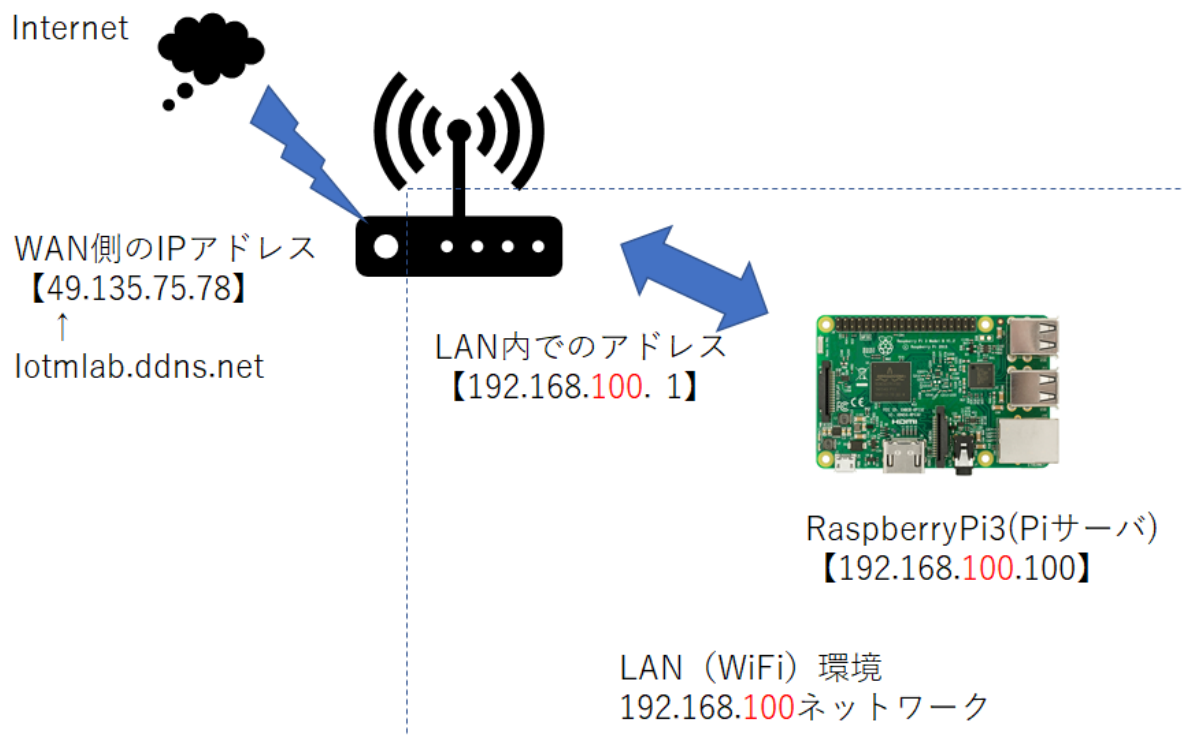 Internet
WAN側のIPアドレス
【49.135.75.78】
↑
Iotmlab.ddns.net
LAN内でのアドレス
【192.168.100. 1】
HDMI
RaspberryPi3(Piサーバ)
【192.168.100.100】
LAN（WiFi）環境
192.168.100ネットワーク